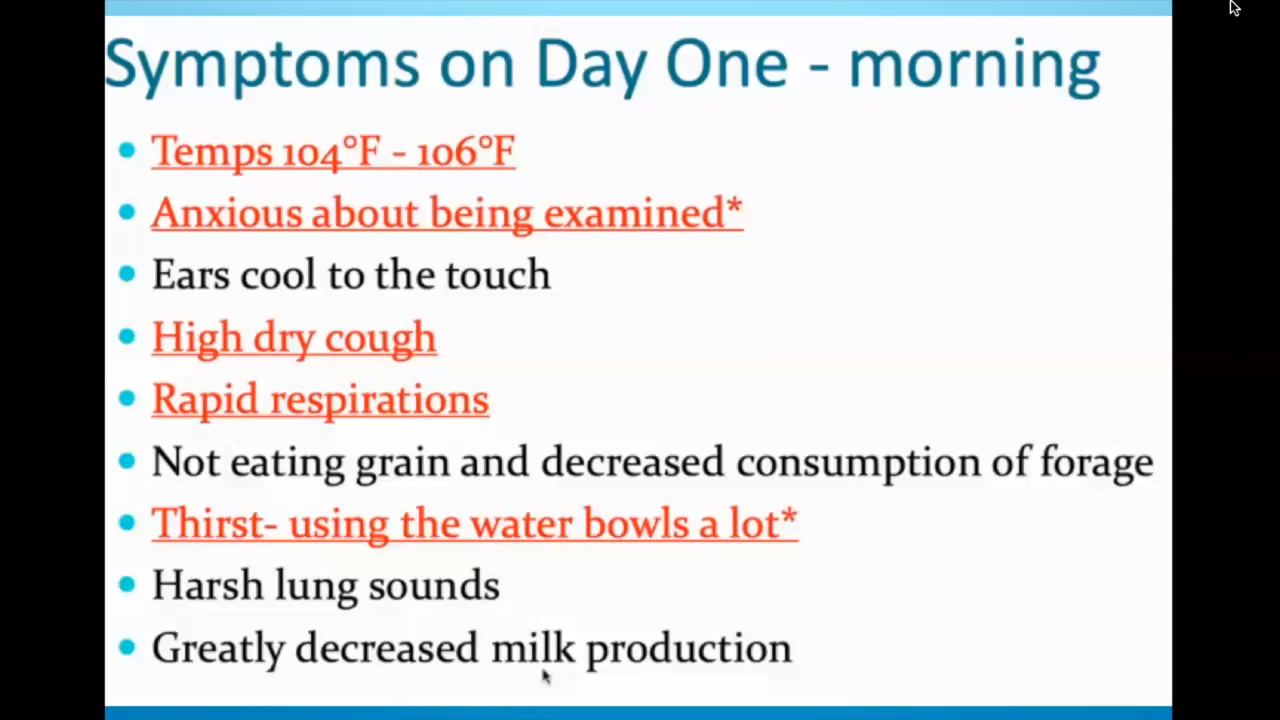 Symptoms on Day One - morning
• Temps 104°F - 106°F
• Anxious about being examined*
• Ears cool to the touch
• High dry cough
• Rapid respirations
• Not eating grain and decreased consumption of forage
• Thirst- using the water bowls a lot*
• Harsh lung sounds
• Greatly decreased milk production